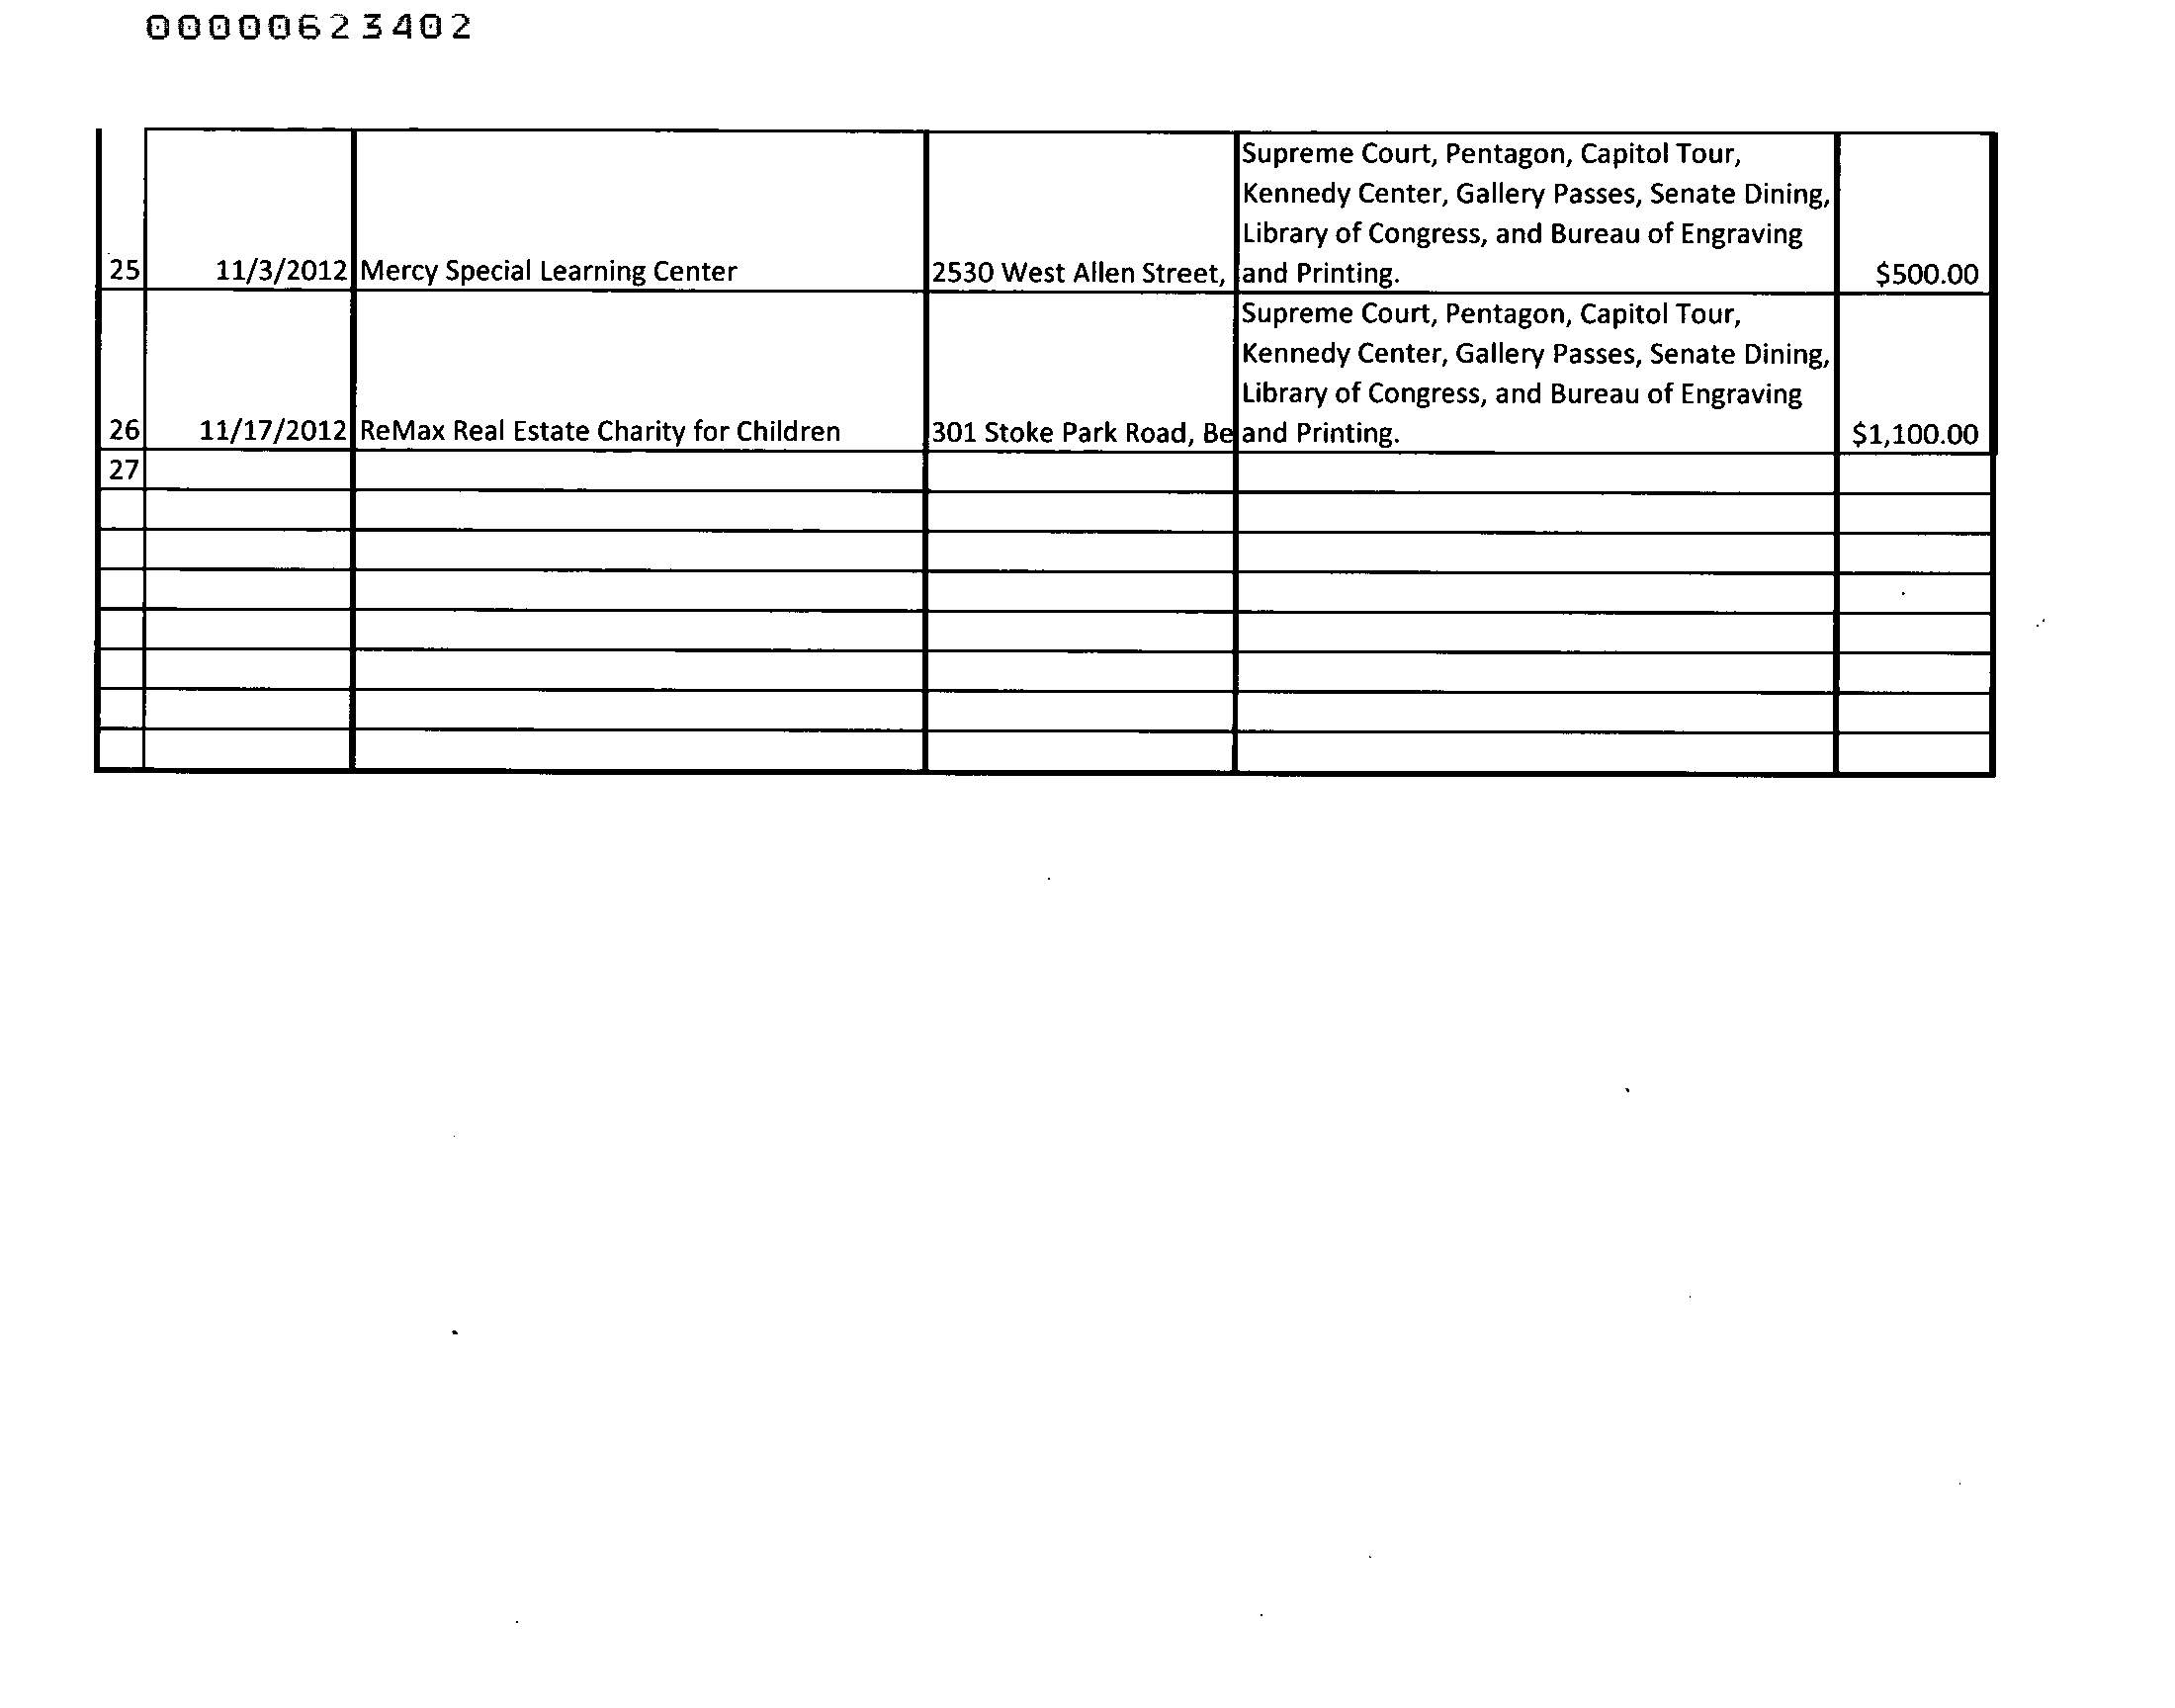 00000623402
Supreme Court, Pentagon, Capitol Tour,
Kennedy Center, Gallery Passes, Senate Dining,
Library of Congress, and Bureau of Engraving
25 11/3/2012 Mercy Special Learning Center 2530 West Allen Street, and Printing. $500.00
Supreme Court, Pentagon, Capitol Tour,
Kennedy Center, Gallery Passes, Senate Dining,
Library of Congress, and Bureau of Engraving
26 11/17/2012 ReMax Real Estate Charity for Children 301 Stoke Park Road, Be and Printing. $1,100.00
27